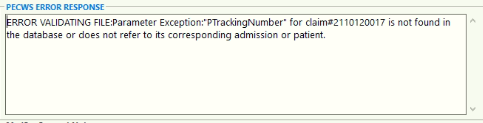 PECWS ERROR RESPONSE
ERROR VALIDATING FILE:Parameter Exception:"PTrackingNumber" for claim#2110120017 is not found in
the database or does not refer to its corresponding admission or patient.